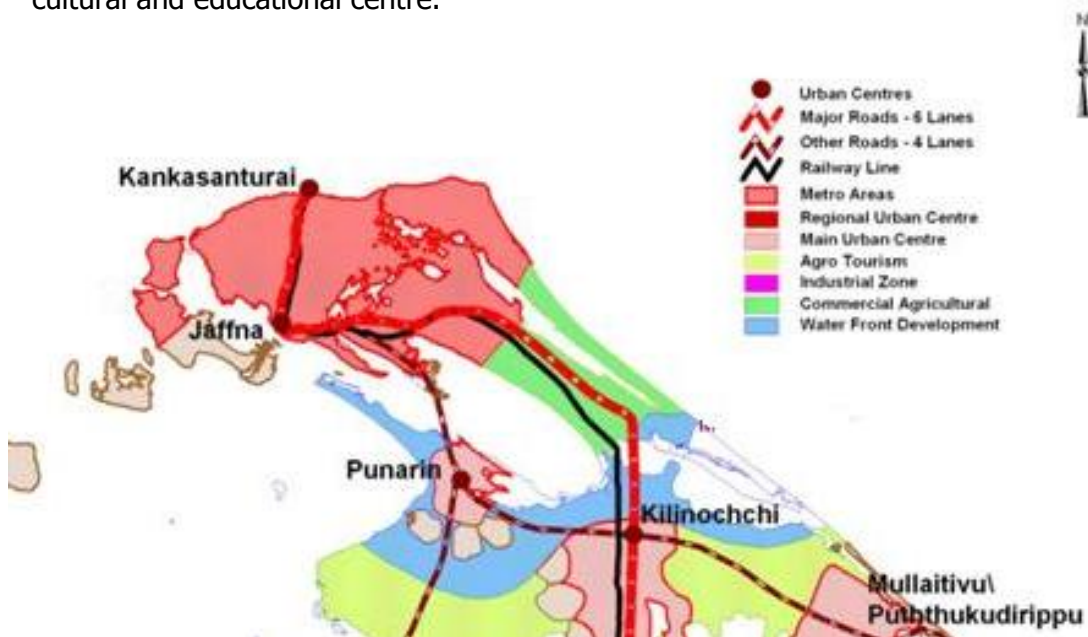 cultural and educational centre.
N
Urban Centres
Major Roads - 6 Lanes
Other Roads - 4 Lanes
Railway Line
Metro Areas
Regional Urban Centre
Main Urban Centre
Agro Tourism
Industrial Zone
Commercial Agricultural
Water Front Development
Kankasanturai
Jaffna
Punarin
Kilinochchi
Mullaitivu\
Puththukudirippu